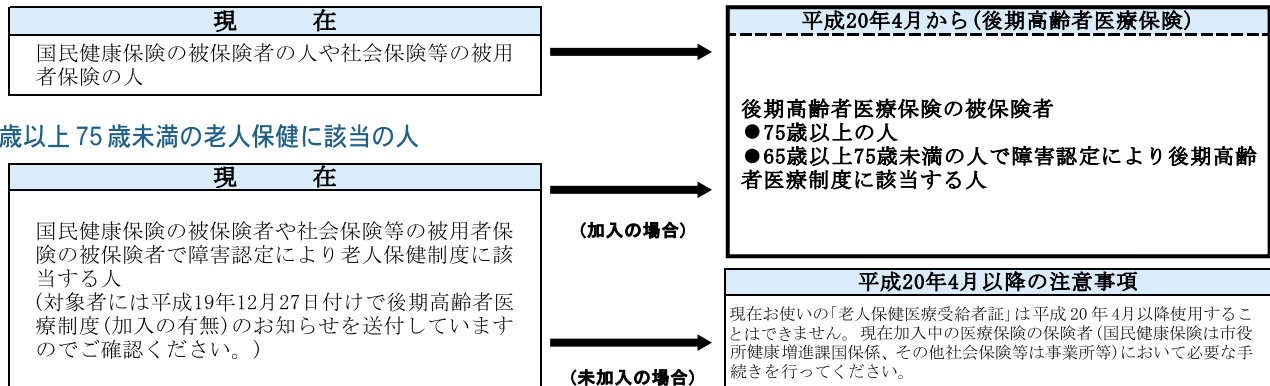 現　　在
国民健康保険の被保険者の人や社会保険等の被用
者保険の人
歳以上 75 歳未満の老人保健に該当の人
現　　在
国民健康保険の被保険者や社会保険等の被用者保
険の被保険者で障害認定により老人保健制度に該
当する人
(対象者には平成19年12月27日付けで後期高齢者医
療制度(加入の有無)のお知らせを送付しています
のでご確認ください。)
(加入の場合)
(未加入の場合)
平成20年4月から(後期高齢者医療保険)
後期高齢者医療保険の被保険者
●75歳以上の人
●65歳以上75歳未満の人で障害認定により後期高齢
者医療制度に該当する人
平成20年4月以降の注意事項
現在お使いの「老人保健医療受給者証」は平成 20 年 4月以降使用するこ
とはできません。現在加入中の医療保険の保険者(国民健康保険は市役
所健康増進課国保係、その他社会保険等は事業所等)において必要な手
続きを行ってください。